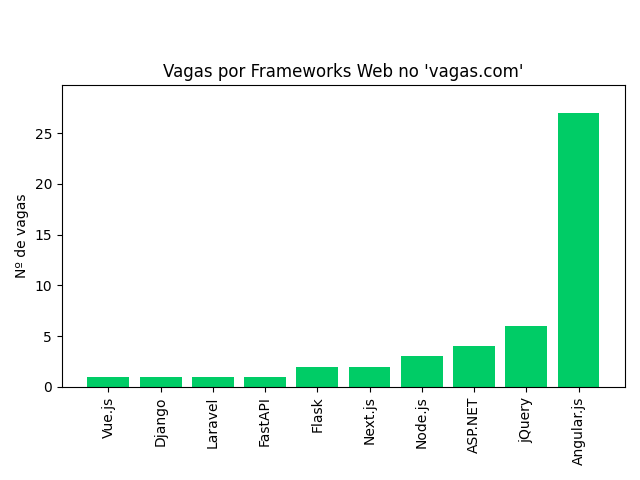 Vagas por Frameworks Web no 'vagas.com'
Nº de vagas
25
20
15
10
5
0
Vue.js
Django
Laravel
FastAPI
Flask
Next.js
Node.js
ASP.NET
jQuery
Angular.js